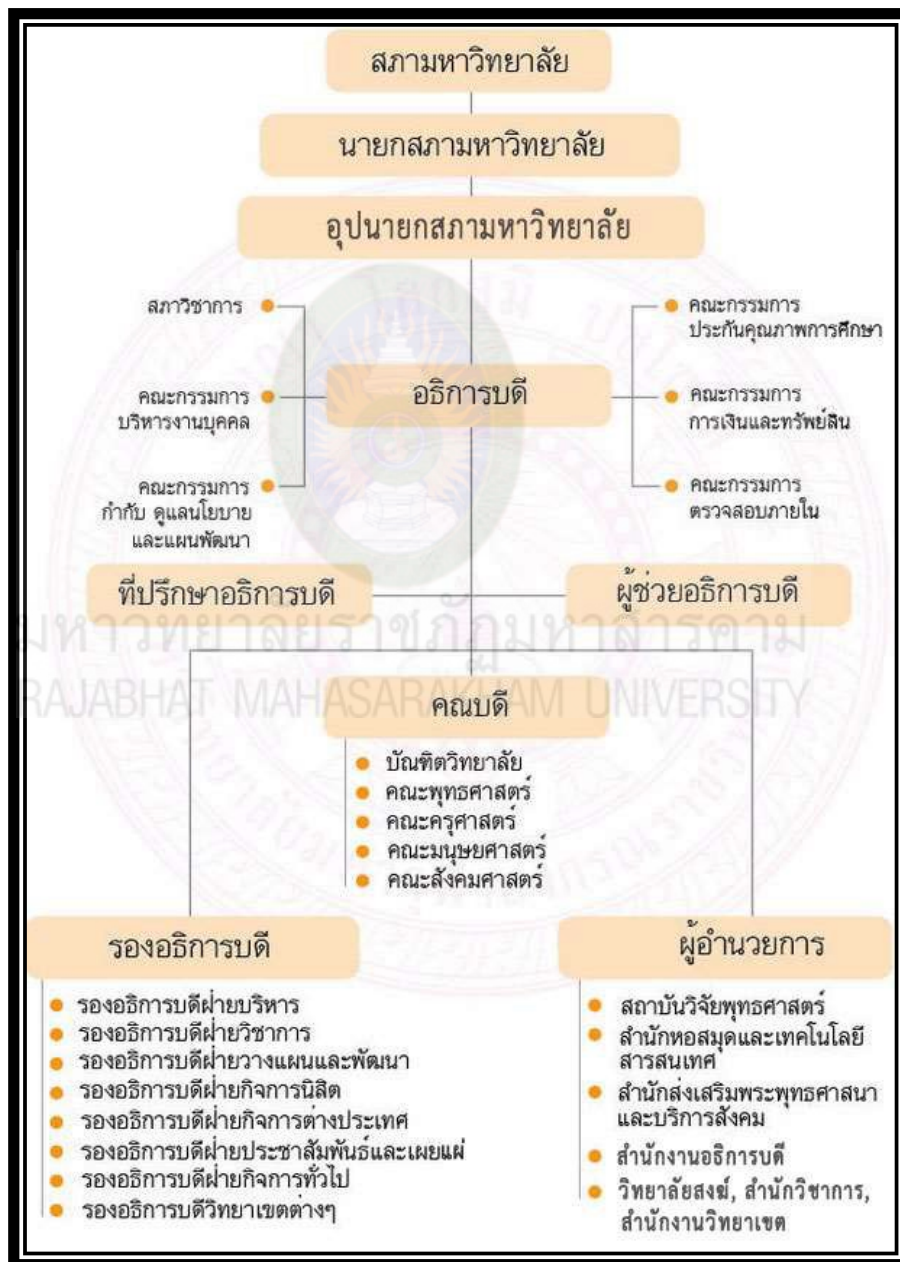 สภามหาวิทยาลัย
นายกสภามหาวิทยาลัย
อุปนายกสภามหาวิทยาลัย
สภาวิชาการ
คณะกรรมการ
บริหารงานบุคคล
คณะกรรมการ
กำกับ ดูแลนโยบาย
และแผนพัฒนา
อธิการบดี
คณะกรรมการ
ประกันคุณภาพการศึกษา
คณะกรรมการ
การเงินและทรัพย์สิน
คณะกรรมการ
ตรวจสอบภายใน
ที่ปรึกษาอธิการบดี
ผู้ช่วยอธิการบดี
มหาวิทยาลัยราชภัฏมหาสารคาม
RAJABHAT MAHASARAKHAM UNIVERSITY
คณบดี
บัณฑิตวิทยาลัย
คณะพุทธศาสตร์
คณะครุศาสตร์
คณะมนุษยศาสตร์
คณะสังคมศาสตร์
รองอธิการบดี
รองอธิการบดีฝ่ายบริหาร
รองอธิการบดีฝ่ายวิชาการ
รองอธิการบดีฝ่ายวางแผนและพัฒนา
รองอธิการบดีฝ่ายกิจการนิสิต
รองอธิการบดีฝ่ายกิจการต่างประเทศ
รองอธิการบดีฝ่ายประชาสัมพันธ์และเผยแผ่
รองอธิการบดีฝ่ายกิจการทั่วไป
รองอธิการบดีวิทยาเขตต่างๆ
ผู้อำนวยการ
สถาบันวิจัยพุทธศาสตร์
สำนักหอสมุดและเทคโนโลยี
สารสนเทศ
สำนักส่งเสริมพระพุทธศาสนา
และบริการสังคม
สำนักงานอธิการบดี
วิทยาลัยสงฆ์, สำนักวิชาการ,
สำนักงานวิทยาเขต